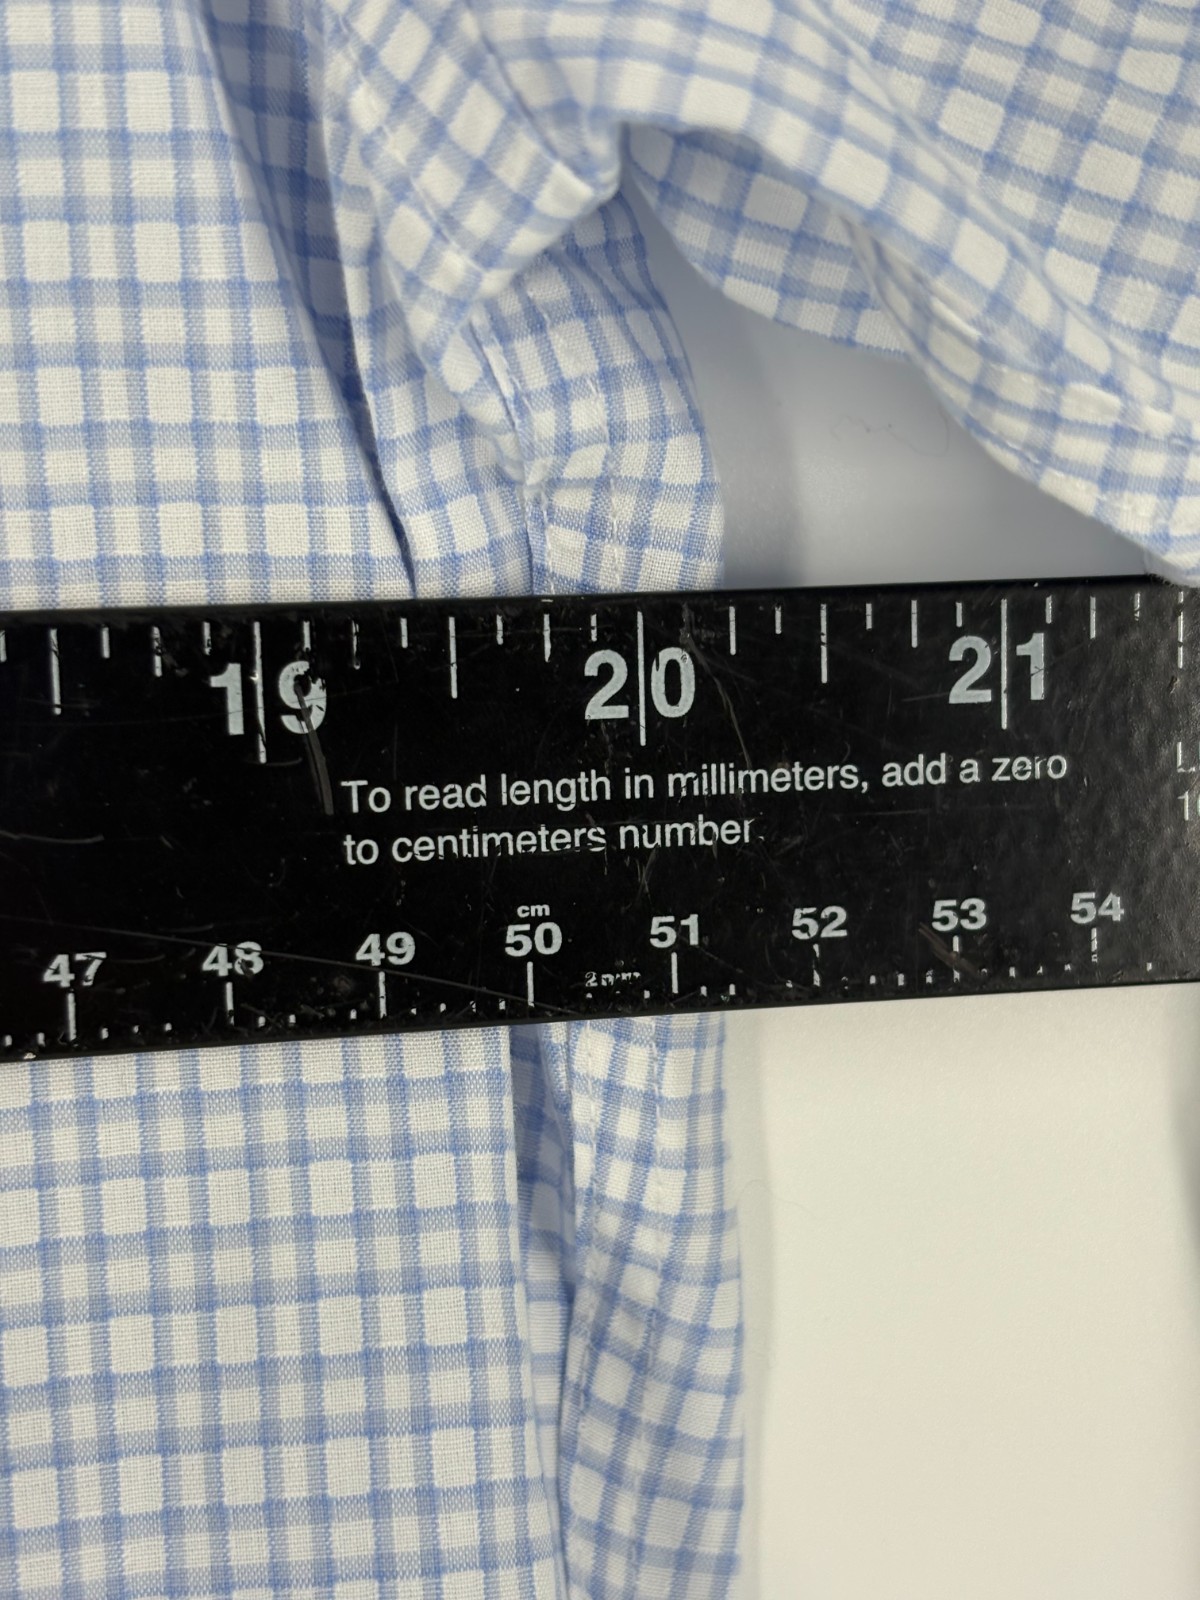 19 20 21
To read length in millimeters, add a zero
to centimeters number
cm
47 48 49 50 51 52 53 54